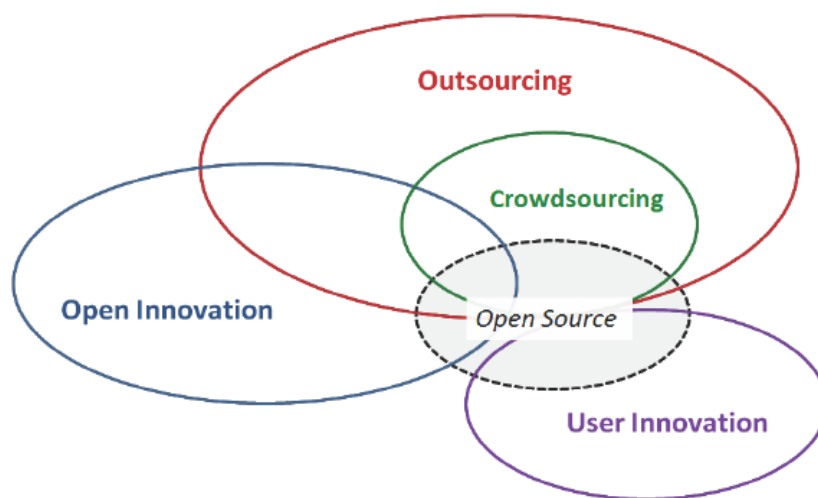 Outsourcing
Crowdsourcing
Open Innovation
Open Source
User Innovation